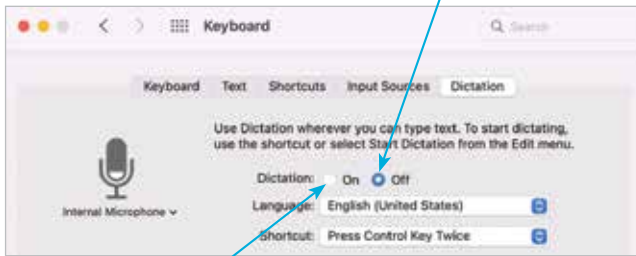 Keyboard
Search
Keyboard Text Shortcuts Input Sources Dictation
Use Dictation wherever you can type text. To start dictating,
use the shortcut or select Start Dictation from the Edit menu.
Dictation: On Off
Internal Microphone
Language: English (United States)
Shortcut: Press Control Key Twice